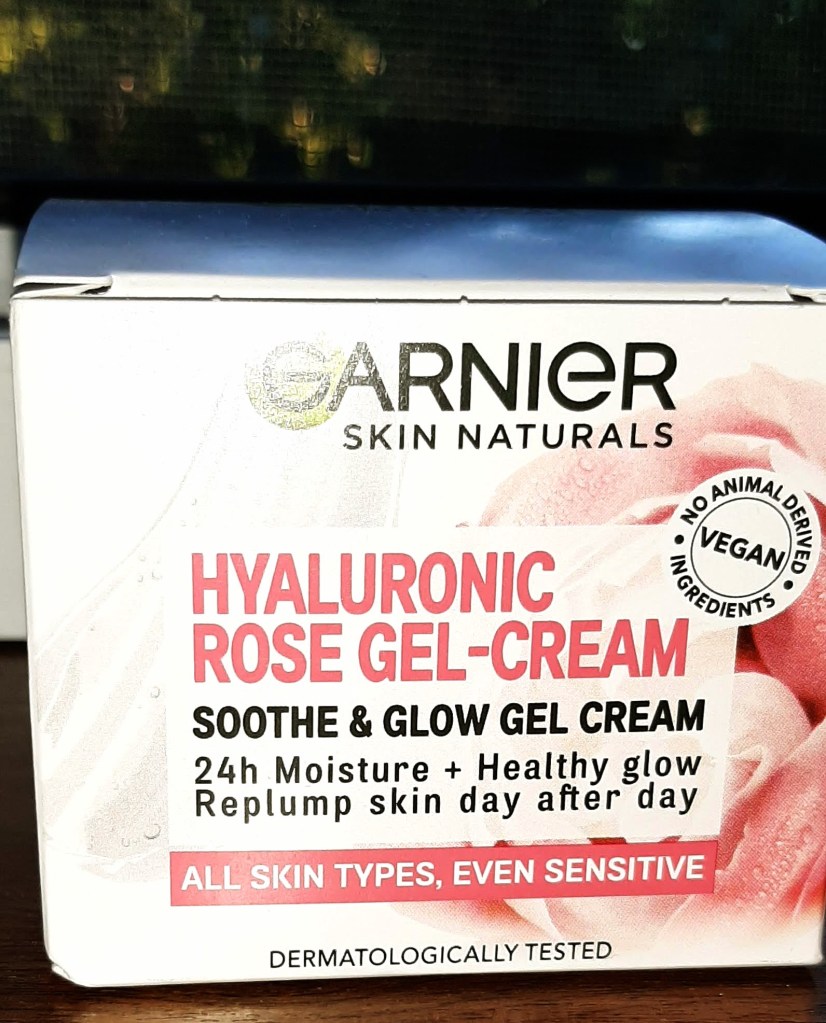 GARNIER
SKIN NATURALS
NO ANIMAL DERIVED
VEGAN
INGREDIENTS
HYALURONIC
ROSE GEL-CREAM
SOOTHE & GLOW GEL CREAM
24h Moisture + Healthy glow
Replump skin day after day
ALL SKIN TYPES, EVEN SENSITIVE
DERMATOLOGICALLY TESTED